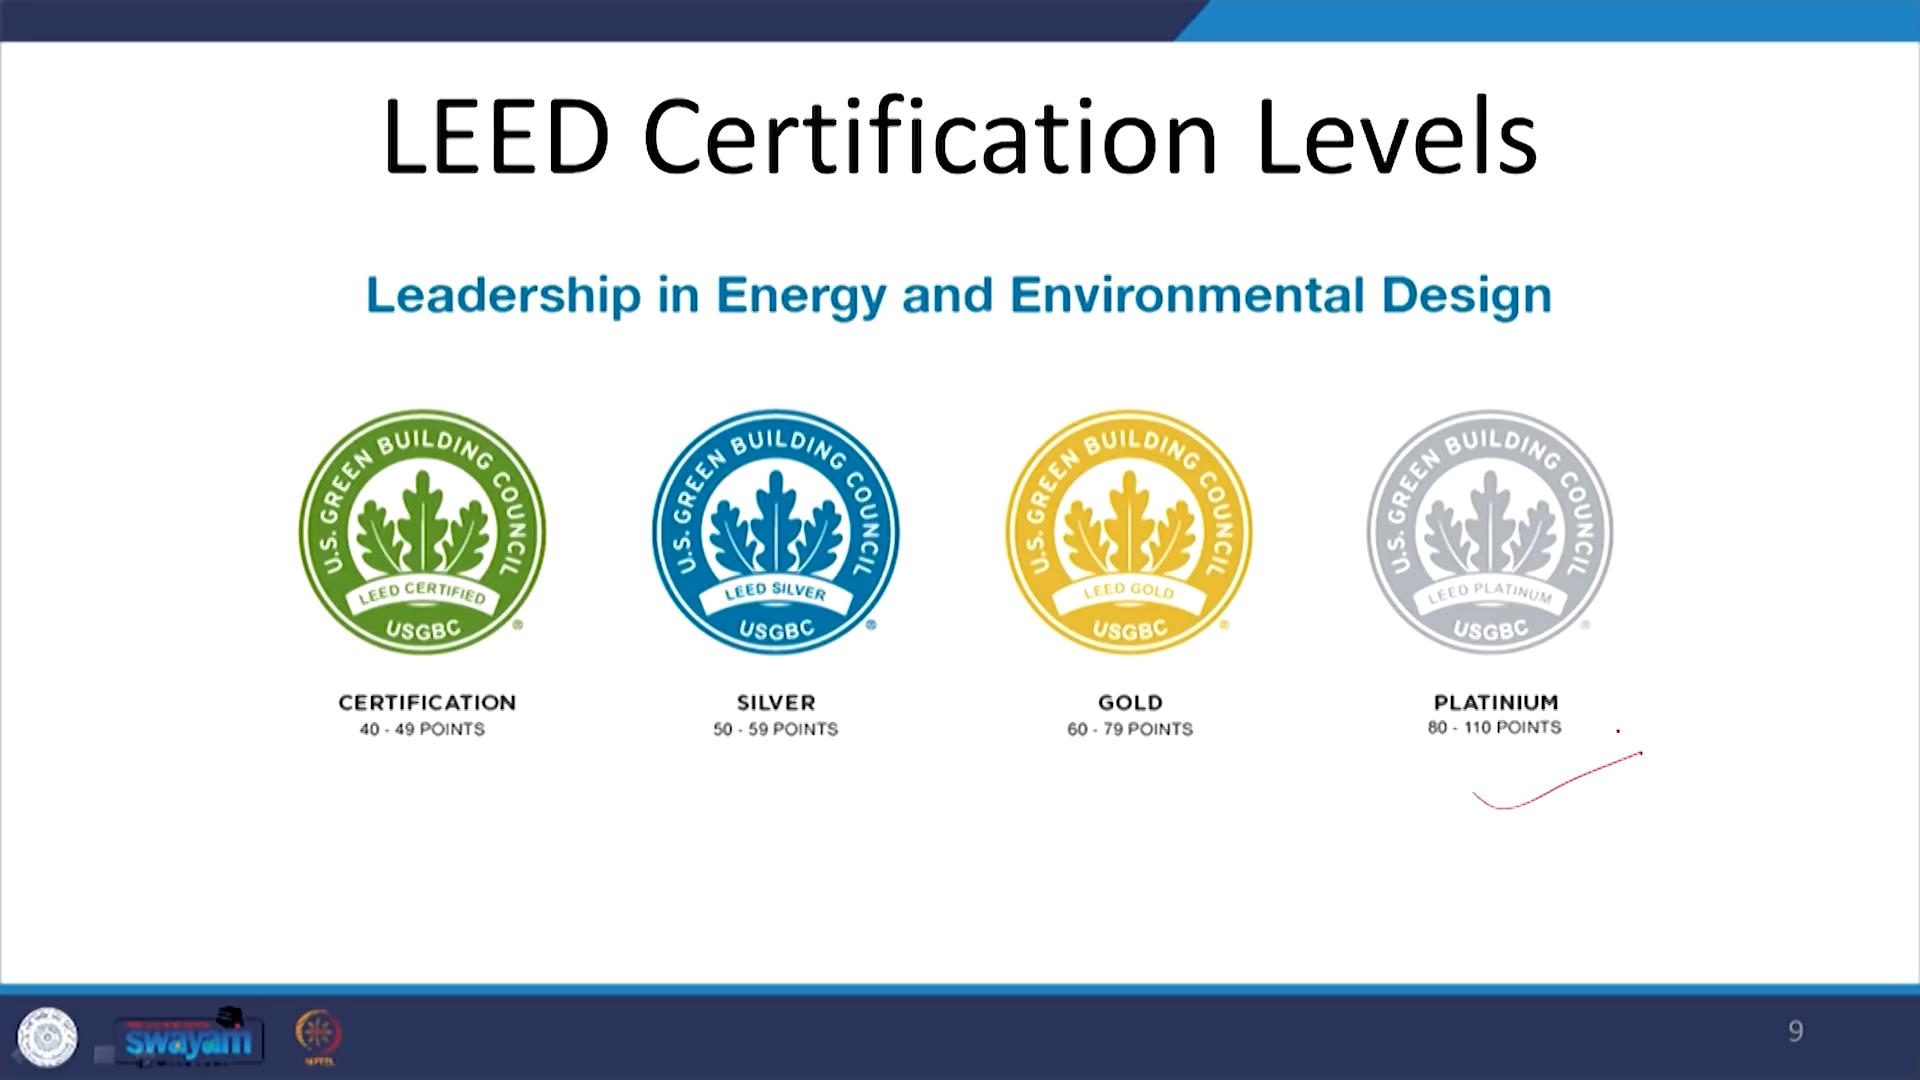 LEED Certification Levels
Leadership in Energy and Environmental Design
U.S. GREEN BUILDING COUNCIL
LEED CERTIFIED
USGBC
®
U.S. GREEN BUILDING COUNCIL
LEED SILVER
USGBC
®
U.S. GREEN BUILDING COUNCIL
LEED GOLD
USGBC
®
U.S. GREEN BUILDING COUNCIL
LEED PLATINUM
USGBC
®
CERTIFICATION
40 - 49 POINTS
SILVER
50 - 59 POINTS
GOLD
60 - 79 POINTS
PLATINIUM
80 - 110 POINTS
swayam
NPTEL
9